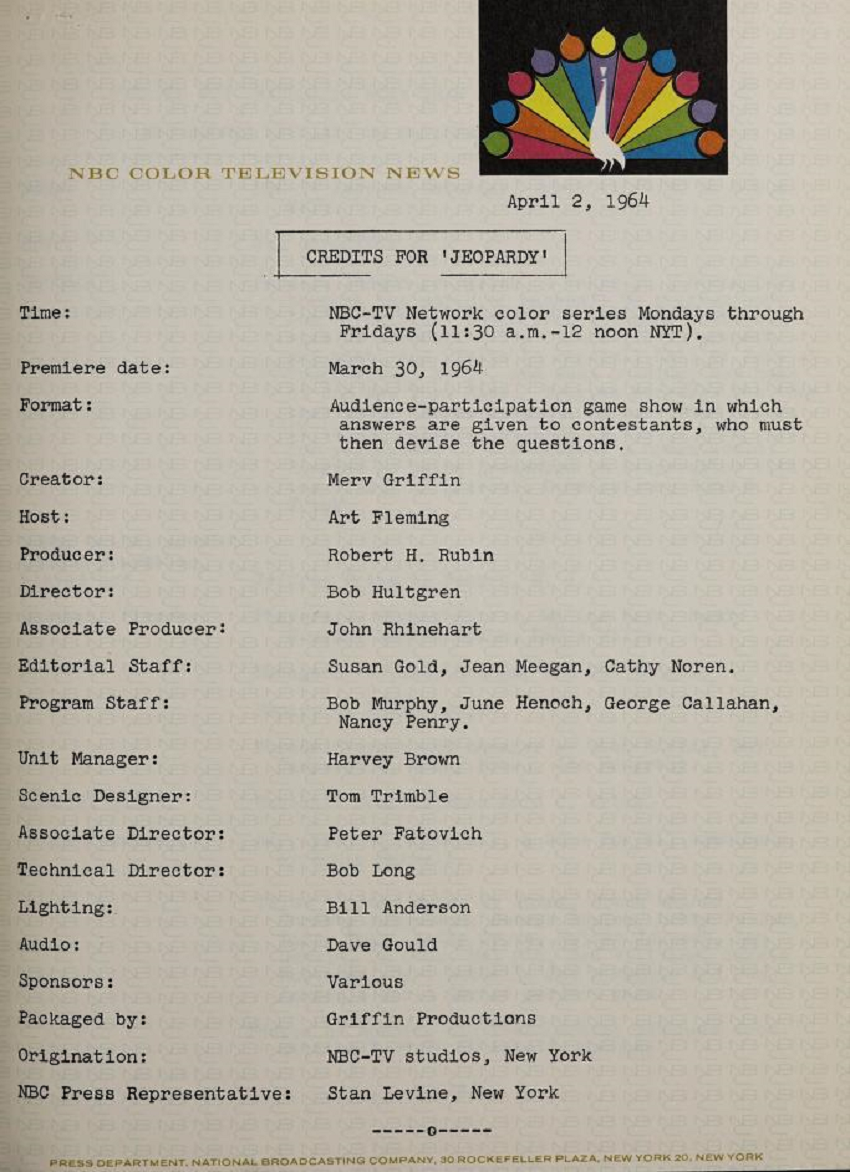 NBC COLOR TELEVISION NEWS
April 2, 1964
CREDITS FOR 'JEOPARDY'
Time: NBC-TV Network color series Mondays through
Fridays (11:30 a.m.-12 noon NYT).
Premiere date: March 30, 1964
Format: Audience-participation game show in which
answers are given to contestants, who must
then devise the questions.
Creator: Merv Griffin
Host: Art Fleming
Producer: Robert H. Rubin
Director: Bob Hultgren
Associate Producer: John Rhinehart
Editorial Staff: Susan Gold, Jean Meegan, Cathy Noren.
Program Staff: Bob Murphy, June Henoch, George Callahan,
Nancy Penry.
Unit Manager: Harvey Brown
Scenic Designer: Tom Trimble
Associate Director: Peter Fatovich
Technical Director: Bob Long
Lighting: Bill Anderson
Audio: Dave Gould
Sponsors: Various
Packaged by: Griffin Productions
Origination: NBC-TV studios, New York
NBC Press Representative: Stan Levine, New York
-----o-----
PRESS DEPARTMENT, NATIONAL BROADCASTING COMPANY, 30 ROCKEFELLER PLAZA, NEW YORK 20, NEW YORK